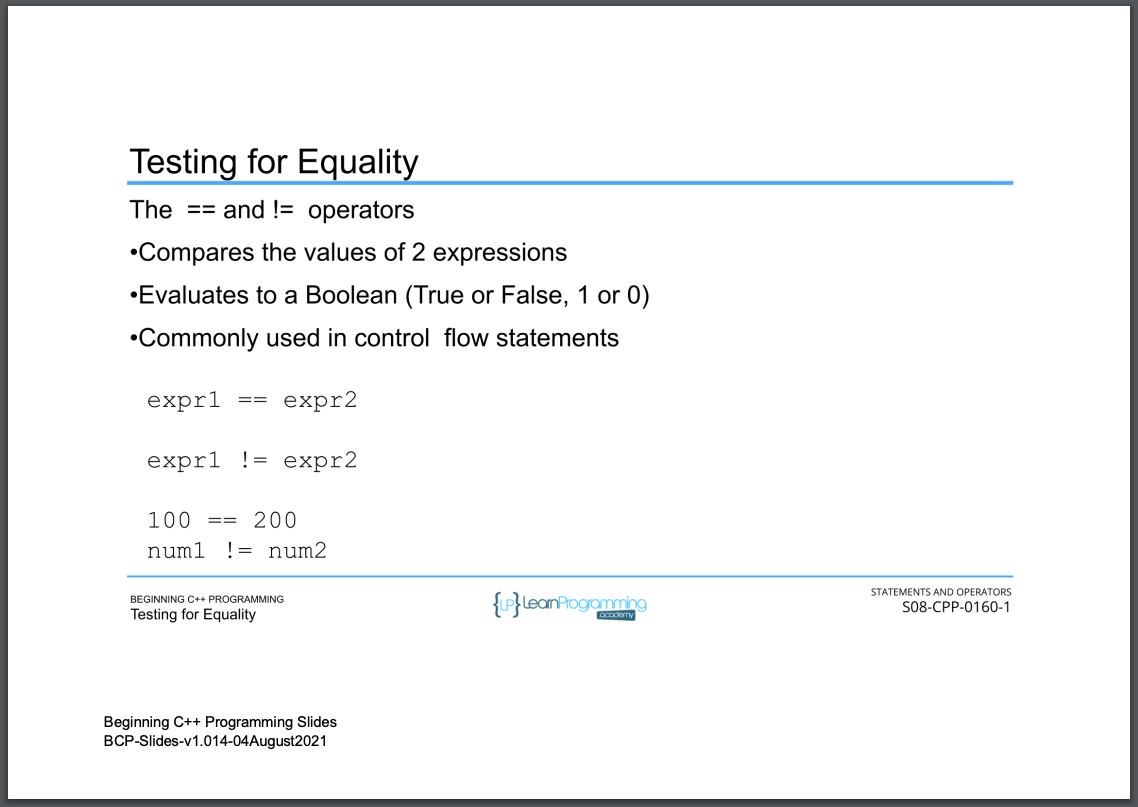 Testing for Equality
The == and != operators
•Compares the values of 2 expressions
•Evaluates to a Boolean (True or False, 1 or 0)
•Commonly used in control flow statements
expr1 == expr2
expr1 != expr2
100 == 200
num1 != num2
BEGINNING C++ PROGRAMMING
Testing for Equality
{LP} LearnProgramming
academy
STATEMENTS AND OPERATORS
S08-CPP-0160-1
Beginning C++ Programming Slides
BCP-Slides-v1.014-04August2021